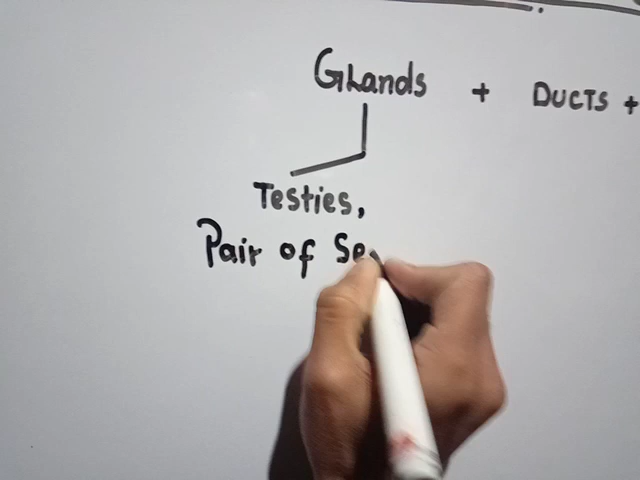 Glands + DUCTS +
Testies,
Pair of Se